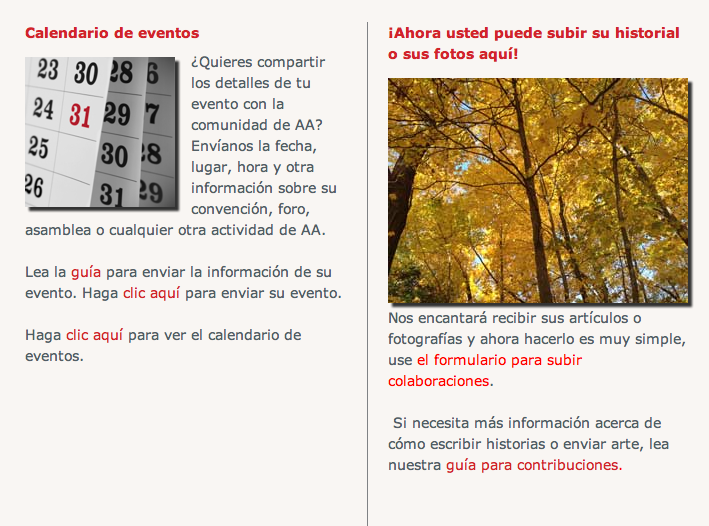 Calendario de eventos
23 30 28 6
24 31 29 7
25 30 28
26 31 29
¿Quieres compartir
los detalles de tu
evento con la
comunidad de AA?
Envíanos la fecha,
lugar, hora y otra
información sobre su
convención, foro,
asamblea o cualquier otra actividad de AA.
Lea la guía para enviar la información de su
evento. Haga clic aquí para enviar su evento.
Haga clic aquí para ver el calendario de
eventos.
¡Ahora usted puede subir su historial
o sus fotos aquí!
Nos encantará recibir sus artículos o
fotografías y ahora hacerlo es muy simple,
use el formulario para subir
colaboraciones.
Si necesita más información acerca de
cómo escribir historias o enviar arte, lea
nuestra guía para contribuciones.